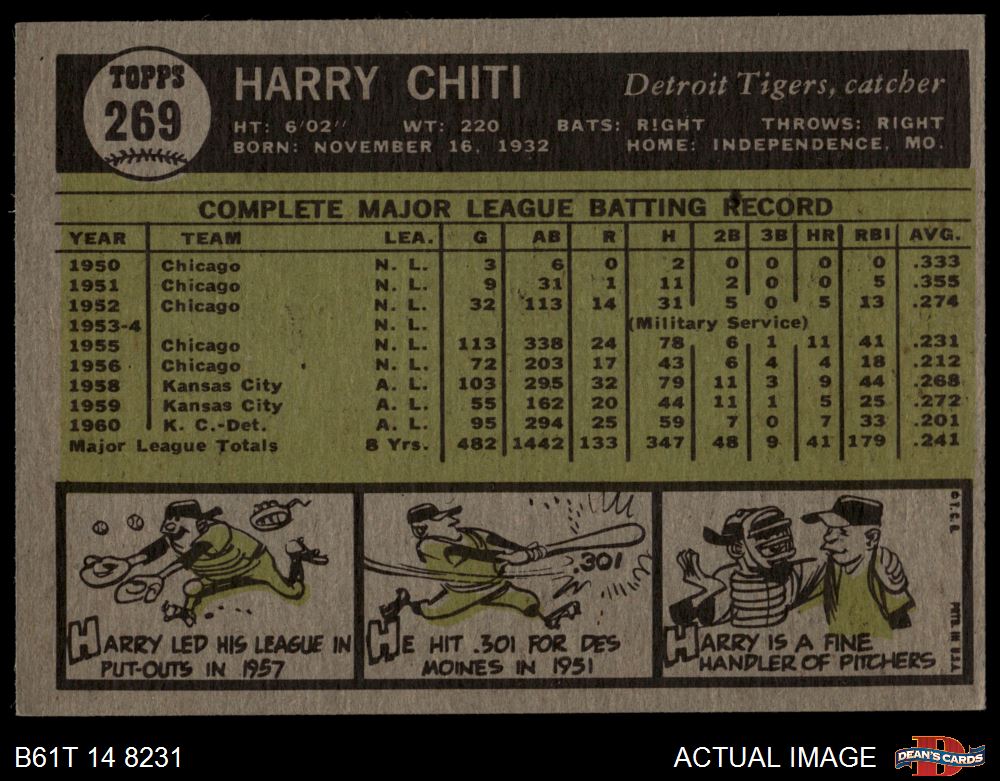 TOPPS
269
HARRY CHITI
Detroit Tigers, catcher
HT: 6'02" WT: 220 BATS: RIGHT THROWS: RIGHT
BORN: NOVEMBER 16, 1932 HOME: INDEPENDENCE, MO.
COMPLETE MAJOR LEAGUE BATTING RECORD
YEAR TEAM LEA. G AB R H 2B 3B HR RBI AVG.
1950 Chicago N. L. 3 6 0 2 0 0 0 0 .333
1951 Chicago N. L. 9 31 1 11 2 0 0 5 .355
1952 Chicago N. L. 32 113 14 31 5 0 5 13 .274
1953-4 N. L. (Military Service)
1955 Chicago N. L. 113 338 24 78 6 1 11 41 .231
1956 Chicago N. L. 72 203 17 43 6 4 4 18 .212
1958 Kansas City A. L. 103 295 32 79 11 3 9 44 .268
1959 Kansas City A. L. 55 162 20 44 11 1 5 25 .272
1960 K. C.-Det. A. L. 95 294 25 59 7 0 7 33 .201
Major League Totals 8 Yrs. 482 1442 133 347 48 9 41 179 .241
HARRY LED HIS LEAGUE IN
PUT-OUTS IN 1957
.301
HE HIT .301 FOR DES
MOINES IN 1951
HARRY IS A FINE
HANDLER OF PITCHERS
© T.C.G.
PRTD. IN U.S.A.
B61T 14 8231
ACTUAL IMAGE
D
DEAN'S CARDS